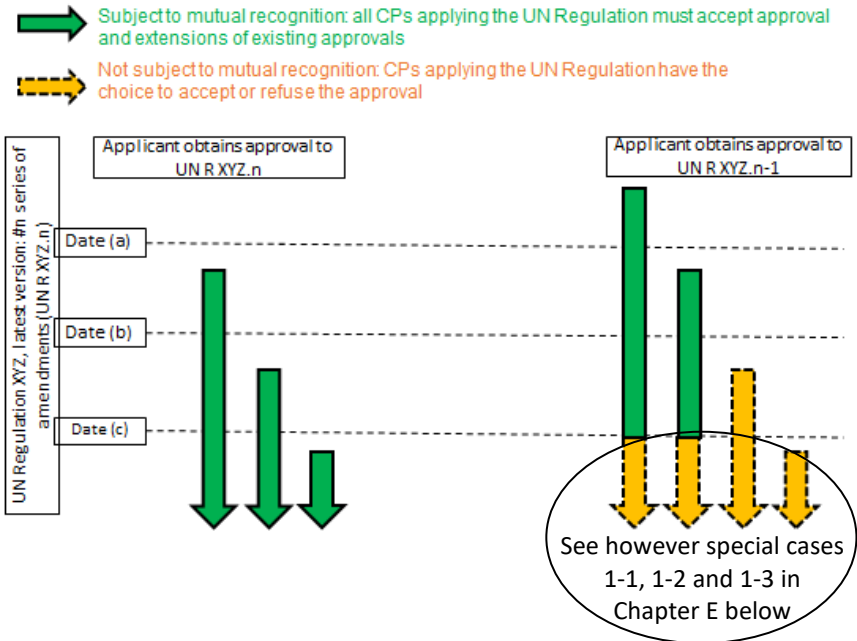 Subject to mutual recognition: all CPs applying the UN Regulation must accept approval
and extensions of existing approvals
Not subject to mutual recognition: CPs applying the UN Regulation have the
choice to accept or refuse the approval
UN Regulation XYZ, latest version: #n series of
amendments (UN R XYZ.n)
Applicant obtains approval to
UN R XYZ.n
Applicant obtains approval to
UN R XYZ.n-1
Date (a)
Date (b)
Date (c)
See however special cases
1-1, 1-2 and 1-3 in
Chapter E below